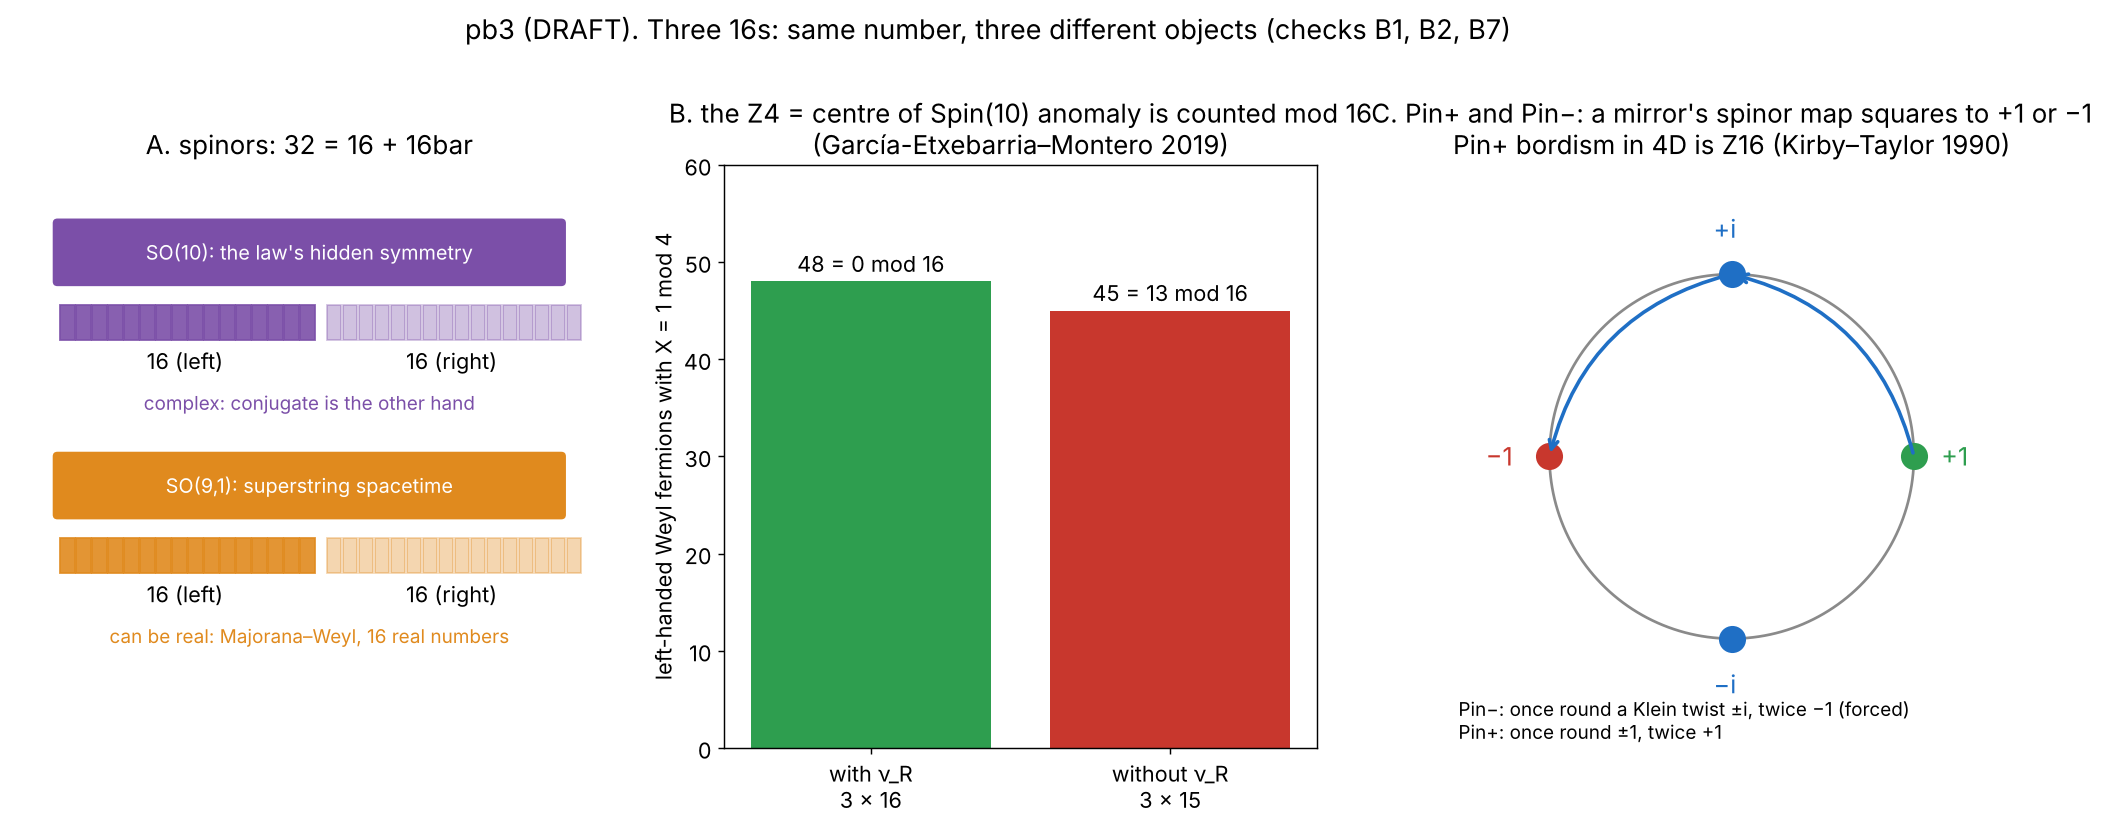 pb3 (DRAFT). Three 16s: same number, three different objects (checks B1, B2, B7)
A. spinors: 32 = 16 + 16bar
SO(10): the law's hidden symmetry
16 (left)
16 (right)
complex: conjugate is the other hand
SO(9,1): superstring spacetime
16 (left)
16 (right)
can be real: Majorana–Weyl, 16 real numbers
B. the Z4 = centre of Spin(10) anomaly is counted mod 16
(García-Etxebarria–Montero 2019)
left-handed Weyl fermions with X = 1 mod 4
60
50
40
30
20
10
0
48 = 0 mod 16
45 = 13 mod 16
with ν_R
3 × 16
without ν_R
3 × 15
C. Pin+ and Pin−: a mirror's spinor map squares to +1 or −1
Pin+ bordism in 4D is Z16 (Kirby–Taylor 1990)
+i
−1
+1
−i
Pin−: once round a Klein twist ±i, twice −1 (forced)
Pin+: once round ±1, twice +1